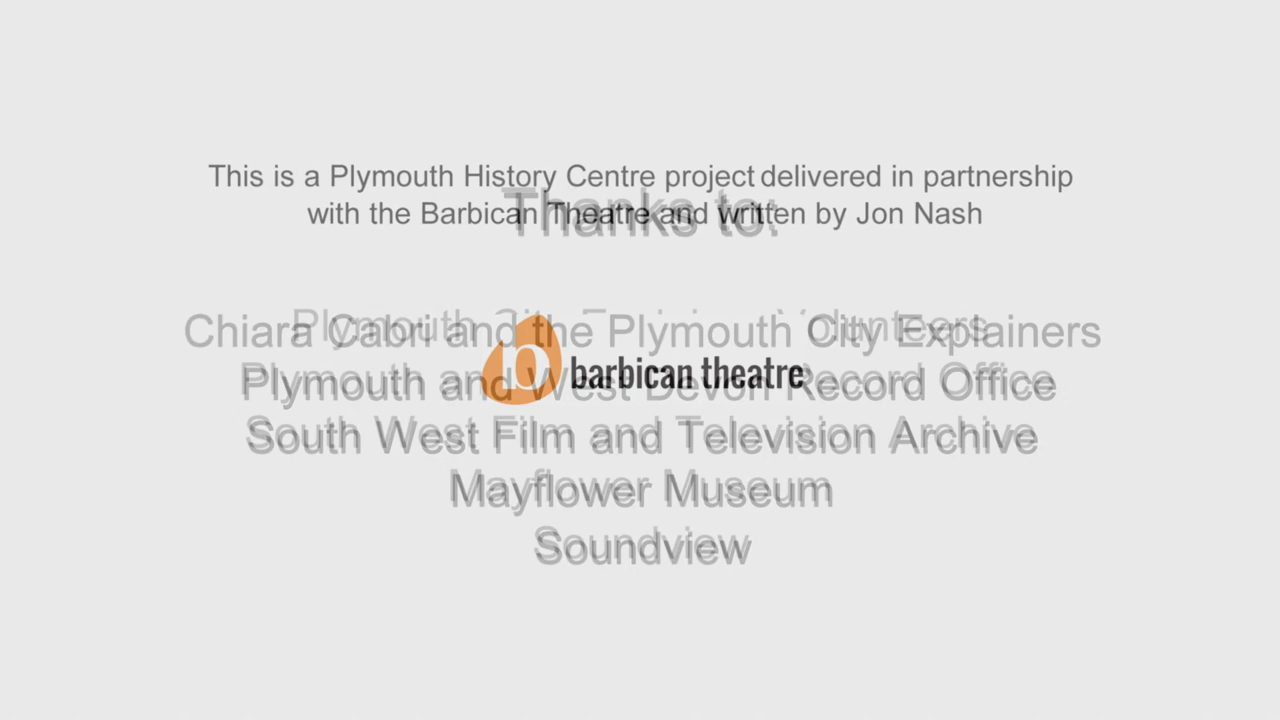 This is a Plymouth History Centre project delivered in partnership
with the Barbican Theatre and written by Jon Nash
Thanks to:
Chiara Cabri and the Plymouth City Explainers
Plymouth
b barbican theatre
Plymouth and West Devon Record Office
South West Film and Television Archive
Mayflower Museum
Soundview